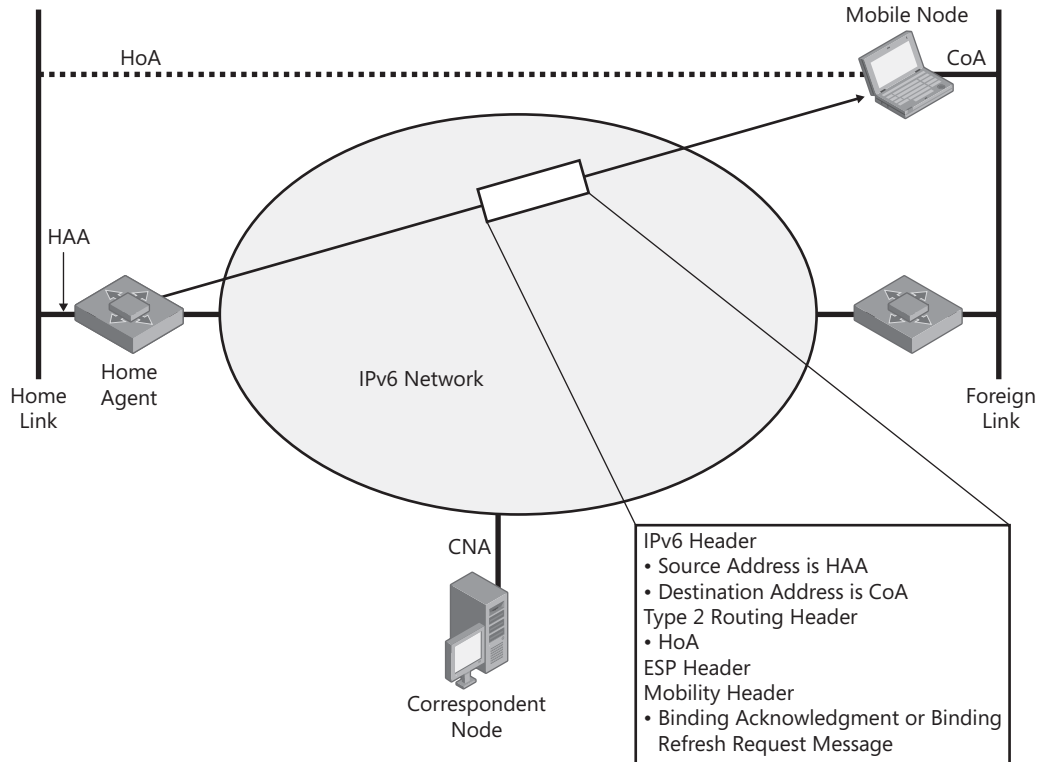 Mobile Node
HoA
CoA
HAA
Home
Agent
Home
Link
IPv6 Network
Foreign
Link
CNA
Correspondent
Node
IPv6 Header
• Source Address is HAA
• Destination Address is CoA
Type 2 Routing Header
• HoA
ESP Header
Mobility Header
• Binding Acknowledgment or Binding
Refresh Request Message